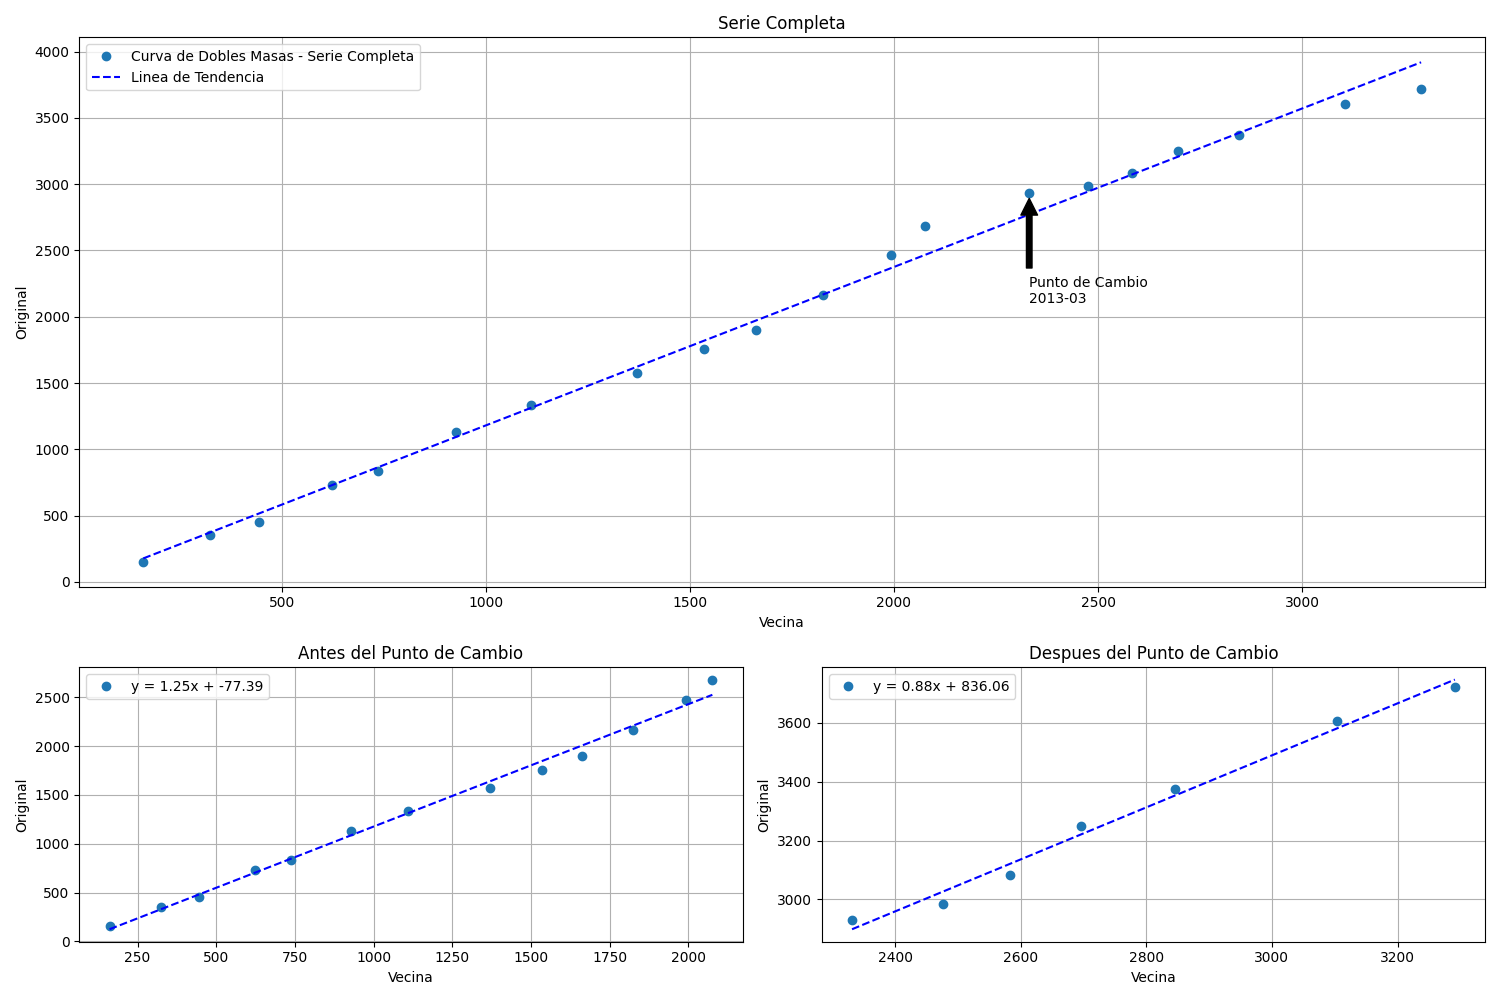 Serie Completa
Curva de Dobles Masas - Serie Completa
Linea de Tendencia
4000
3500
3000
2500
2000
1500
1000
500
0
Original
Punto de Cambio
2013-03
500
1000
1500
2000
2500
3000
Vecina
Antes del Punto de Cambio
y = 1.25x + -77.39
2500
2000
1500
1000
500
0
Original
250
500
750
1000
1250
1500
1750
2000
Vecina
Despues del Punto de Cambio
y = 0.88x + 836.06
3600
3400
3200
3000
Original
2400
2600
2800
3000
3200
Vecina